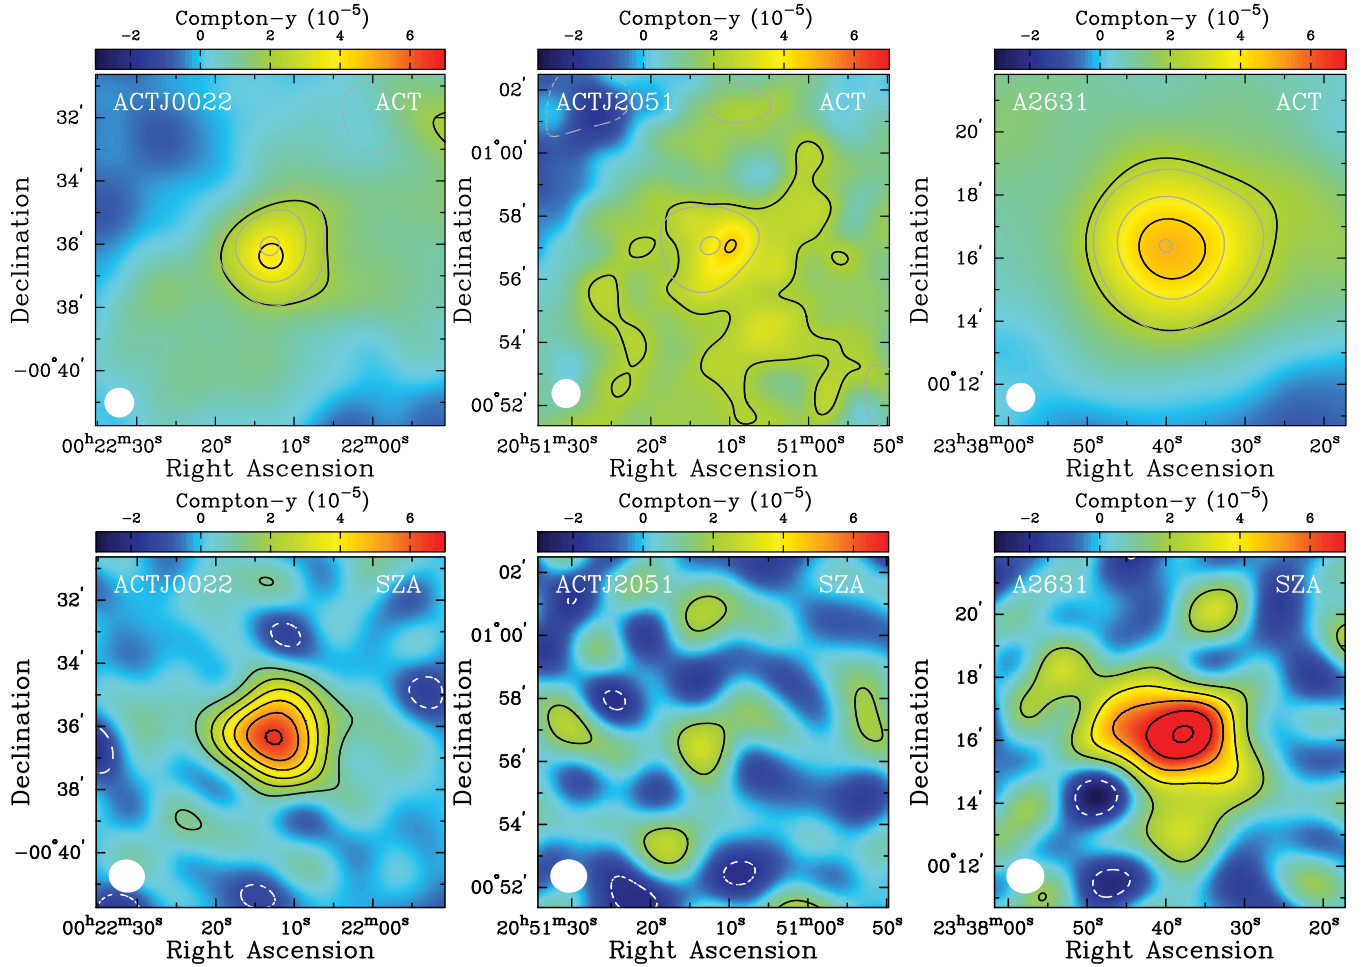 Compton−y (10⁻⁵) Compton−y (10⁻⁵) Compton−y (10⁻⁵)
−2 0 2 4 6 −2 0 2 4 6 −2 0 2 4 6
ACTJ0022 ACT ACTJ2051 ACT A2631 ACT
Declination Declination Declination
32′ 34′ 36′ 38′ −00°40′
02′ 01°00′ 58′ 56′ 54′ 00°52′
20′ 18′ 16′ 14′ 00°12′
00ʰ22ᵐ30ˢ 20ˢ 10ˢ 22ᵐ00ˢ 20ʰ51ᵐ30ˢ 20ˢ 10ˢ 51ᵐ00ˢ 50ˢ 23ʰ38ᵐ00ˢ 50ˢ 40ˢ 30ˢ 20ˢ
Right Ascension Right Ascension Right Ascension
Compton−y (10⁻⁵) Compton−y (10⁻⁵) Compton−y (10⁻⁵)
−2 0 2 4 6 −2 0 2 4 6 −2 0 2 4 6
ACTJ0022 SZA ACTJ2051 SZA A2631 SZA
Declination Declination Declination
32′ 34′ 36′ 38′ −00°40′
02′ 01°00′ 58′ 56′ 54′ 00°52′
20′ 18′ 16′ 14′ 00°12′
00ʰ22ᵐ30ˢ 20ˢ 10ˢ 22ᵐ00ˢ 20ʰ51ᵐ30ˢ 20ˢ 10ˢ 51ᵐ00ˢ 50ˢ 23ʰ38ᵐ00ˢ 50ˢ 40ˢ 30ˢ 20ˢ
Right Ascension Right Ascension Right Ascension